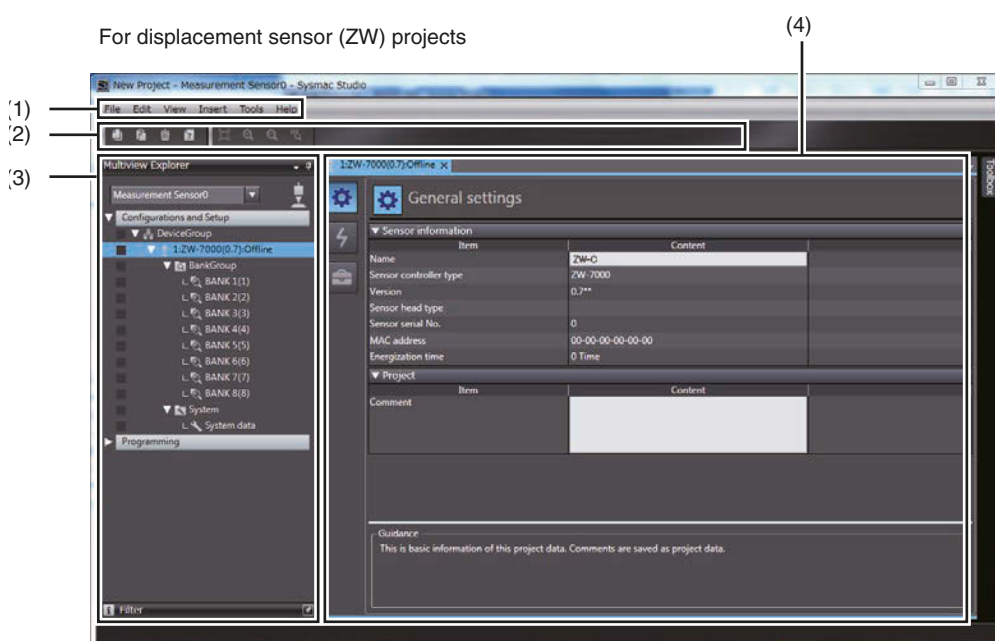 (4)
For displacement sensor (ZW) projects
New Project - Measurement Sensor0 - Sysmac Studio
(1)
File Edit View Insert Tools Help
(2)
(3)
Multiview Explorer
Measurement Sensor0
Configurations and Setup
DeviceGroup
1:ZW-7000(0.7):Offline
BankGroup
BANK 1(1)
BANK 2(2)
BANK 3(3)
BANK 4(4)
BANK 5(5)
BANK 6(6)
BANK 7(7)
BANK 8(8)
System
System data
Programming
Filter
1:ZW-7000(0.7):Offline
General settings
Sensor information
Item Content
Name ZW-C
Sensor controller type ZW-7000
Version 0.7**
Sensor head type
Sensor serial No. 0
MAC address 00-00-00-00-00-00
Energization time 0 Time
Project
Item Content
Comment
Guidance
This is basic information of this project data. Comments are saved as project data.
Toolbox